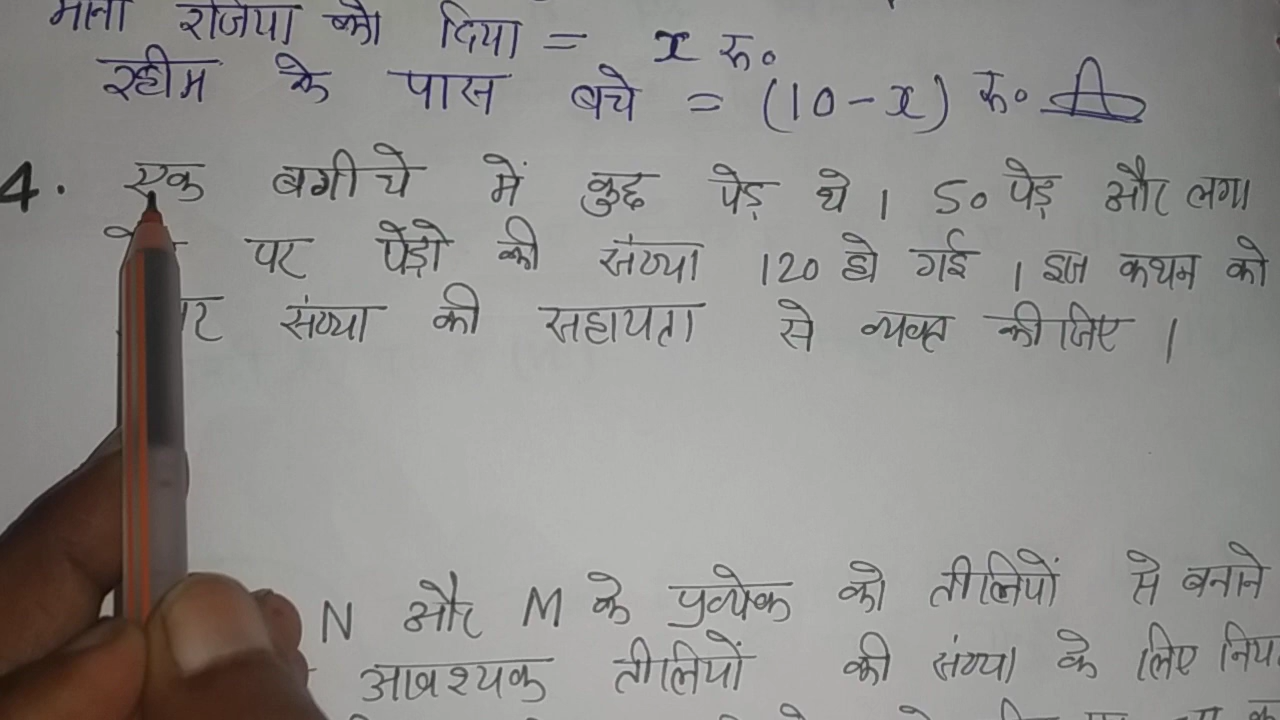 माना रजिया को दिया = x रु०
रहीम के पास बचे = (10 - x) रु०
4. एक बगीचे में कुछ पेड़ थे । 50 पेड़ और लगा
पर पेड़ो की संख्या 120 हो गई । इस कथन को
संख्या की सहायता से व्यक्त कीजिए ।
N और M के प्रत्येक को तीलियों से बनाने
आवश्यक तीलियों की संख्या के लिए